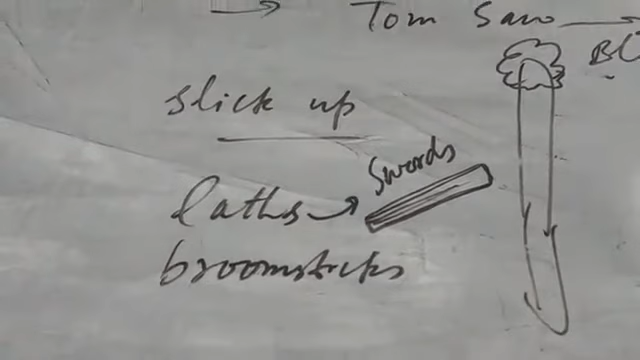 → Tom Saw →
slick up
Swords
laths →
broomsticks